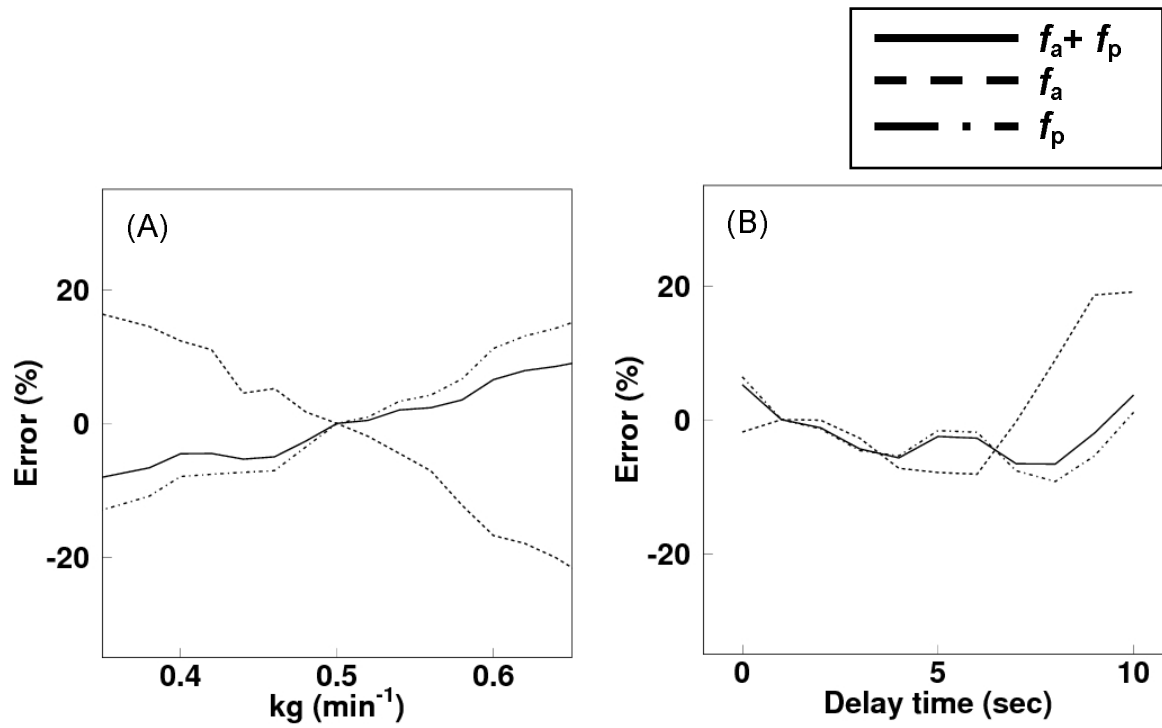 fa+ fp
fa
fp
(A)
20
0
-20
Error (%)
0.4
0.5
0.6
kg (min-1)
(B)
20
0
-20
Error (%)
0
5
10
Delay time (sec)